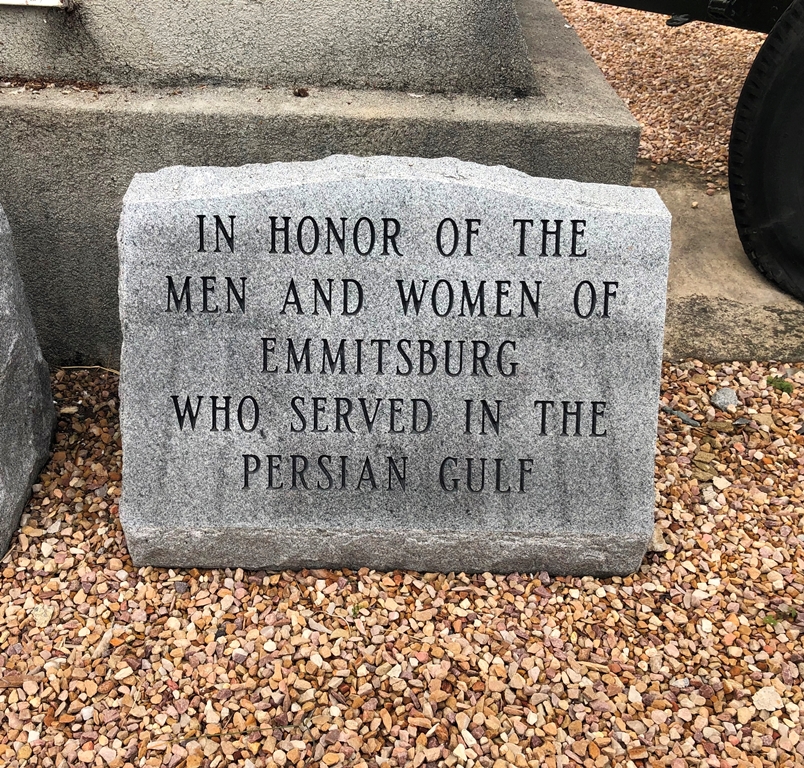 IN HONOR OF THE
MEN AND WOMEN OF
EMMITSBURG
WHO SERVED IN THE
PERSIAN GULF